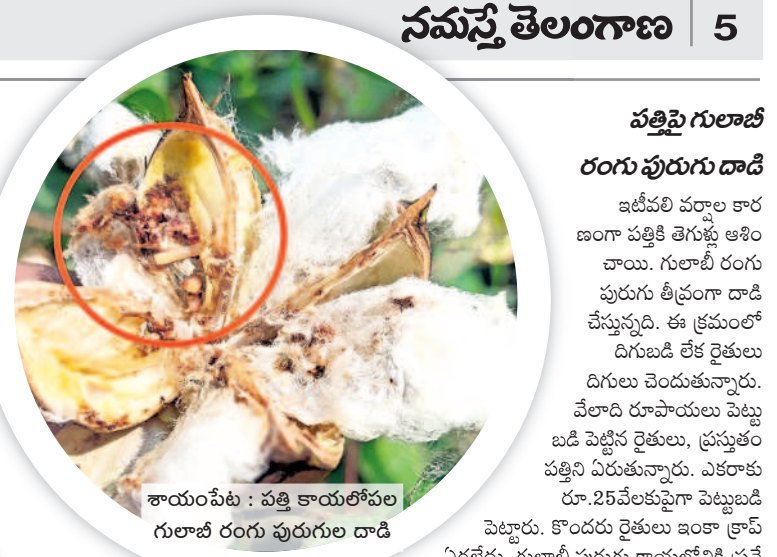 నమస్తే తెలంగాణ | 5
పత్తిపై గులాబీ
రంగు పురుగు దాడి
ఇటీవలి వర్షాల కార
ణంగా పత్తికి తెగుళ్లు ఆశిం
చాయి. గులాబీ రంగు
పురుగు తీవ్రంగా దాడి
చేస్తున్నది. ఈ క్రమంలో
దిగుబడి లేక రైతులు
దిగులు చెందుతున్నారు.
వేలాది రూపాయలు పెట్టు
బడి పెట్టిన రైతులు, ప్రస్తుతం
పత్తిని ఏరుతున్నారు. ఎకరాకు
రూ.25వేలకుపైగా పెట్టుబడి
పెట్టారు. కొందరు రైతులు ఇంకా క్రాప్
శాయంపేట : పత్తి కాయలోపల
గులాబీ రంగు పురుగుల దాడి